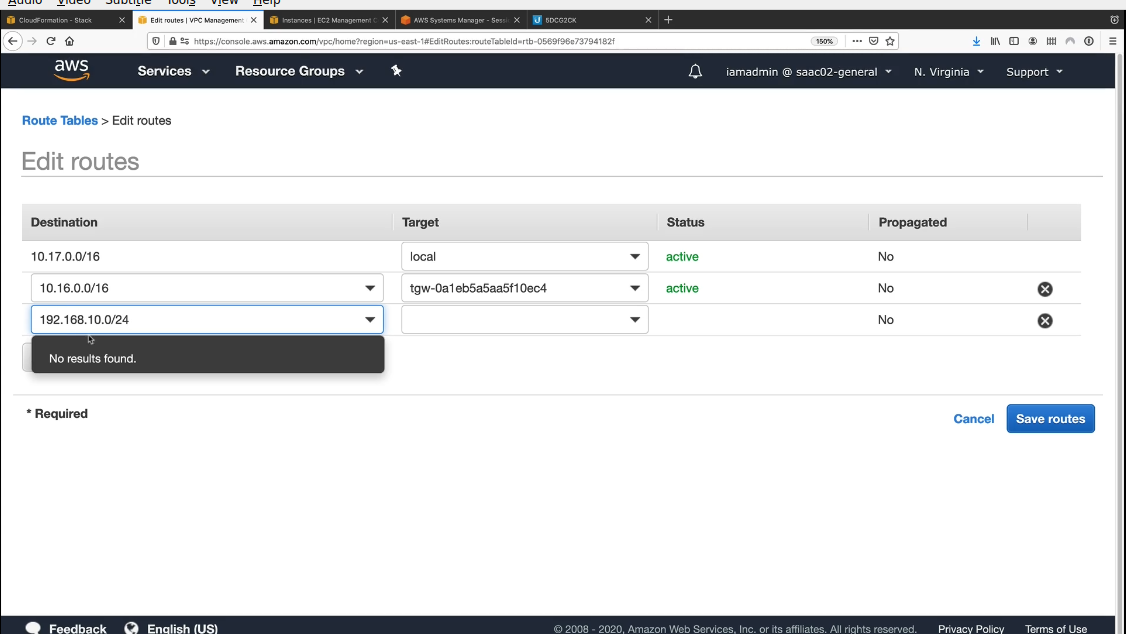 Audio Video Subtitle Tools View Help
CloudFormation - Stack Edit routes | VPC Management Instances | EC2 Management C AWS Systems Manager - Sessi 5DCG2CK
https://console.aws.amazon.com/vpc/home?region=us-east-1#EditRoutes:routeTableId=rtb-0569f96e73794182f 150%
aws Services Resource Groups iamadmin @ saac02-general N. Virginia Support
Route Tables > Edit routes
Edit routes
Destination Target Status Propagated
10.17.0.0/16 local active No
10.16.0.0/16 tgw-0a1eb5a5aa5f10ec4 active No
192.168.10.0/24 No
No results found.
* Required
Cancel Save routes
Feedback English (US) © 2008 - 2020, Amazon Web Services, Inc. or its affiliates. All rights reserved. Privacy Policy Terms of Use